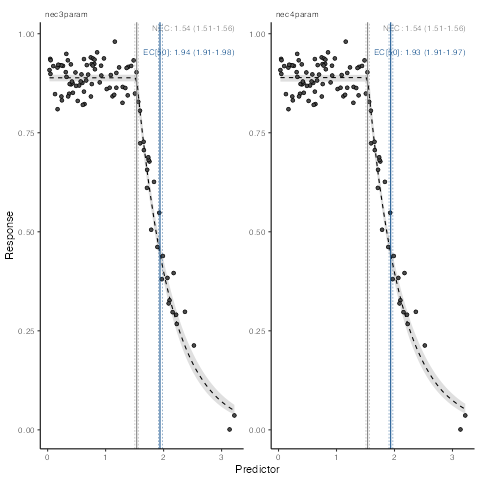 nec3param
nec4param
NEC: 1.54 (1.51-1.56)
NEC: 1.54 (1.51-1.56)
EC[50]: 1.94 (1.91-1.98)
EC[50]: 1.93 (1.91-1.97)
1.00
1.00
0.75
0.75
0.50
0.50
0.25
0.25
0.00
0.00
Response
0 1 2 3
0 1 2 3
Predictor